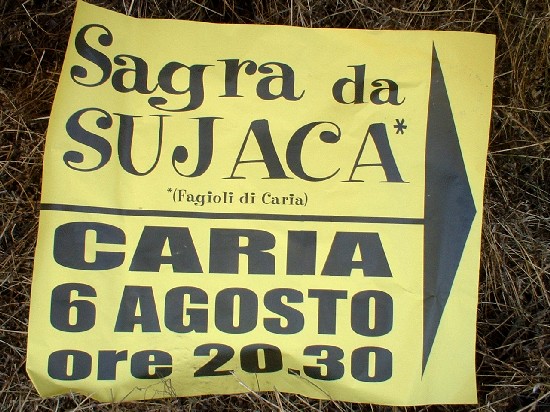 Sagra da
SUJACA*
*(Fagioli di Caria)
CARIA
6 AGOSTO
ore 20.30